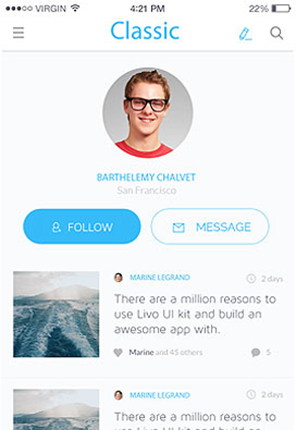 VIRGIN 4:21 PM 22%
Classic
BARTHELEMY CHALVET
San Francisco
FOLLOW MESSAGE
MARINE LEGRAND 2 days
There are a million reasons to
use Livo UI kit and build an
awesome app with.
Marine and 45 others 5
MARINE LEGRAND 2 days
There are a million reasons to
use Livo UI kit and build an